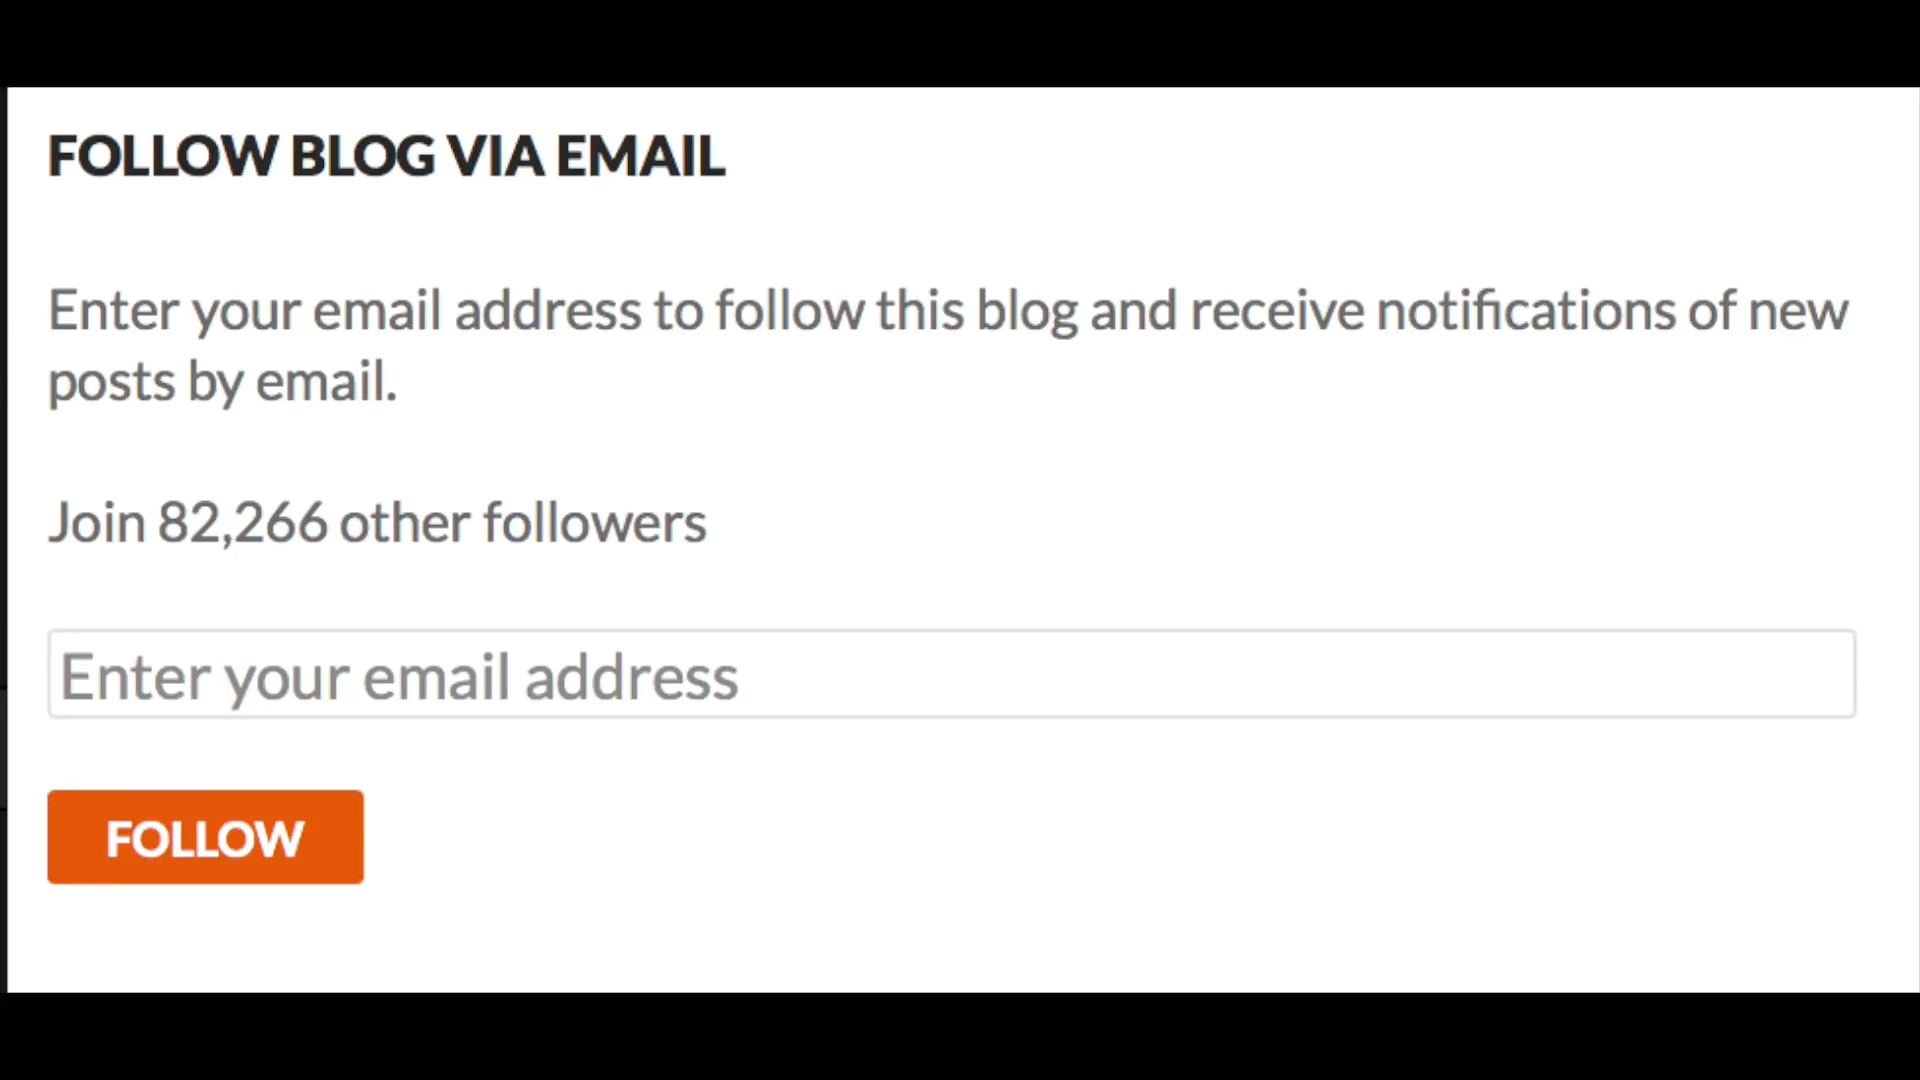 FOLLOW BLOG VIA EMAIL
Enter your email address to follow this blog and receive notifications of new
posts by email.
Join 82,266 other followers
Enter your email address
FOLLOW